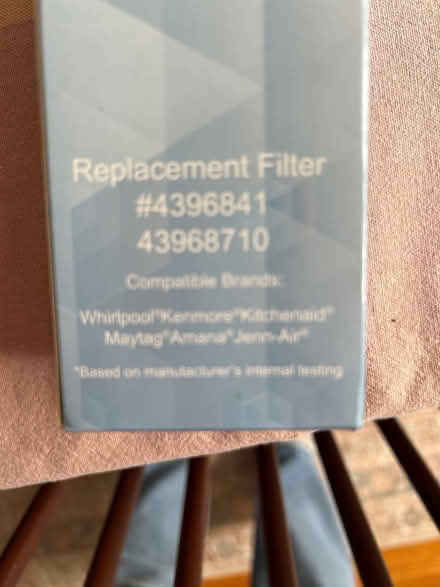 Replacement Filter
#4396841
43968710
Compatible Brands:
Whirlpool®Kenmore®Kitchenaid®
Maytag®Amana®Jenn-Air®
*Based on manufacturer's internal testing